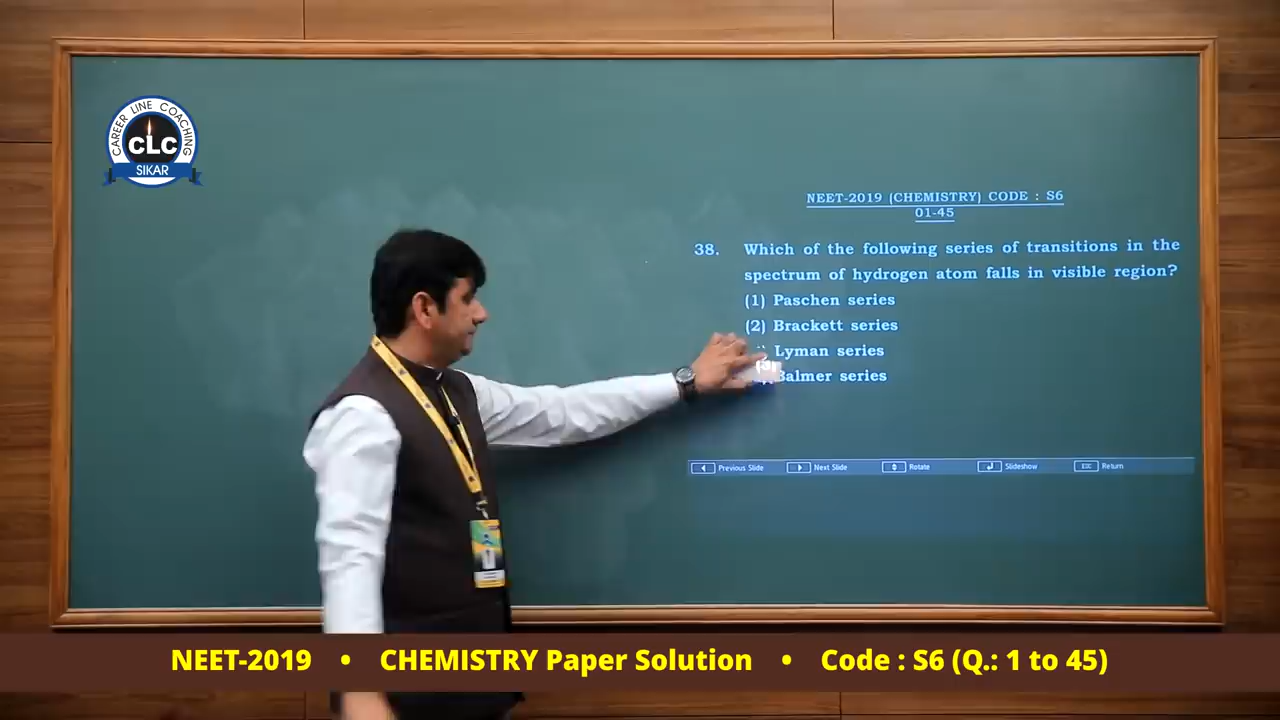 CAREER LINE COACHING
CLC
SIKAR
NEET-2019 (CHEMISTRY) CODE : S6
01-45
38. Which of the following series of transitions in the
spectrum of hydrogen atom falls in visible region?
(1) Paschen series
(2) Brackett series
(3) Lyman series
Balmer series
Previous Slide Next Slide Rotate Slideshow ESC Return
NEET-2019 • CHEMISTRY Paper Solution • Code : S6 (Q.: 1 to 45)